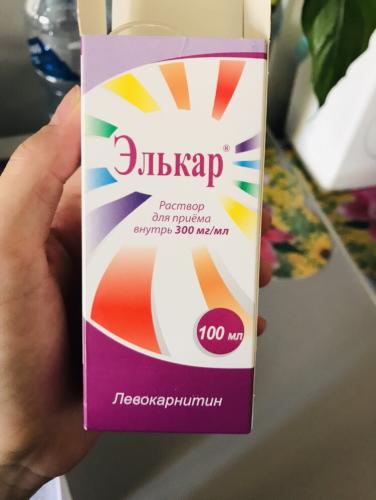 Элькар®
Раствор
для приёма
внутрь 300 мг/мл
100 мл
Левокарнитин